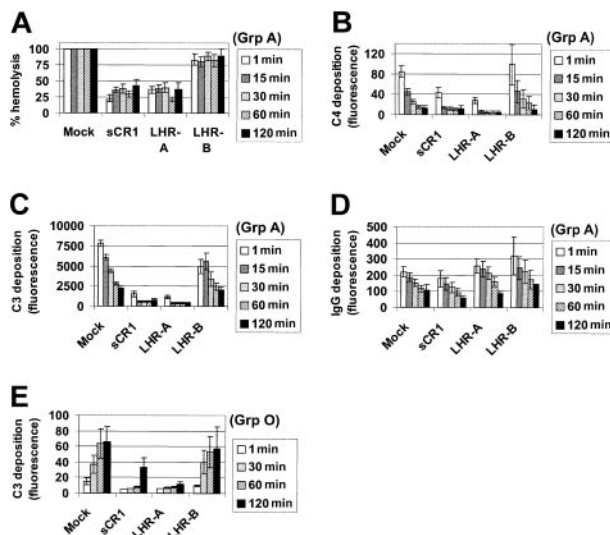 A
(Grp A)
% hemolysis
100
75
50
25
0
Mock
sCR1
LHR-A
LHR-B
1 min
15 min
30 min
60 min
120 min
B
(Grp A)
C4 deposition
(fluorescence)
120
80
40
0
Mock
sCR1
LHR-A
LHR-B
1 min
15 min
30 min
60 min
120 min
C
(Grp A)
C3 deposition
(fluorescence)
10000
7500
5000
2500
0
Mock
sCR1
LHR-A
LHR-B
1 min
15 min
30 min
60 min
120 min
D
(Grp A)
IgG deposition
(fluorescence)
500
400
300
200
100
0
Mock
sCR1
LHR-A
LHR-B
1 min
15 min
30 min
60 min
120 min
E
(Grp O)
C3 deposition
(fluorescence)
100
80
60
40
20
0
Mock
sCR1
LHR-A
LHR-B
1 min
30 min
60 min
120 min